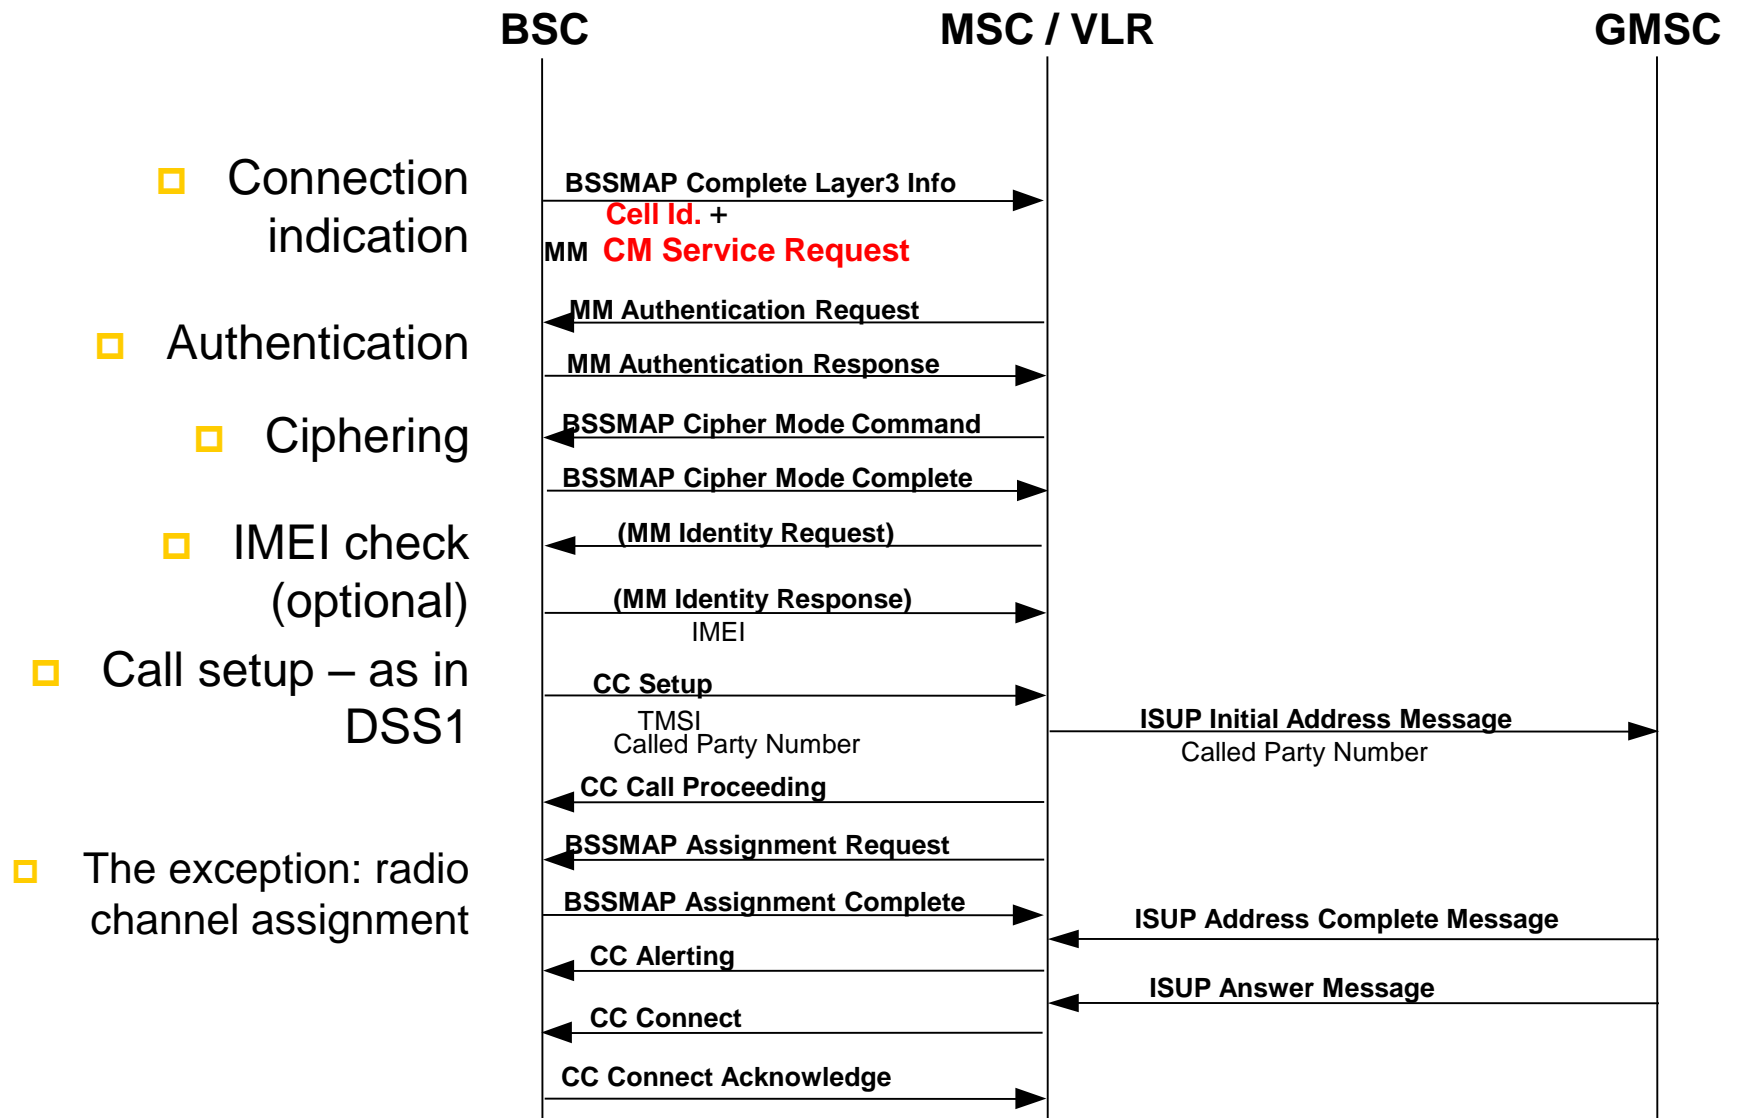 BSC
MSC / VLR
GMSC
Connection
indication
BSSMAP Complete Layer3 Info
Cell Id. +
MM CM Service Request
Authentication
MM Authentication Request
MM Authentication Response
Ciphering
BSSMAP Cipher Mode Command
BSSMAP Cipher Mode Complete
IMEI check
(optional)
(MM Identity Request)
(MM Identity Response)
IMEI
Call setup – as in
DSS1
CC Setup
TMSI
Called Party Number
ISUP Initial Address Message
Called Party Number
CC Call Proceeding
The exception: radio
channel assignment
BSSMAP Assignment Request
BSSMAP Assignment Complete
ISUP Address Complete Message
CC Alerting
ISUP Answer Message
CC Connect
CC Connect Acknowledge